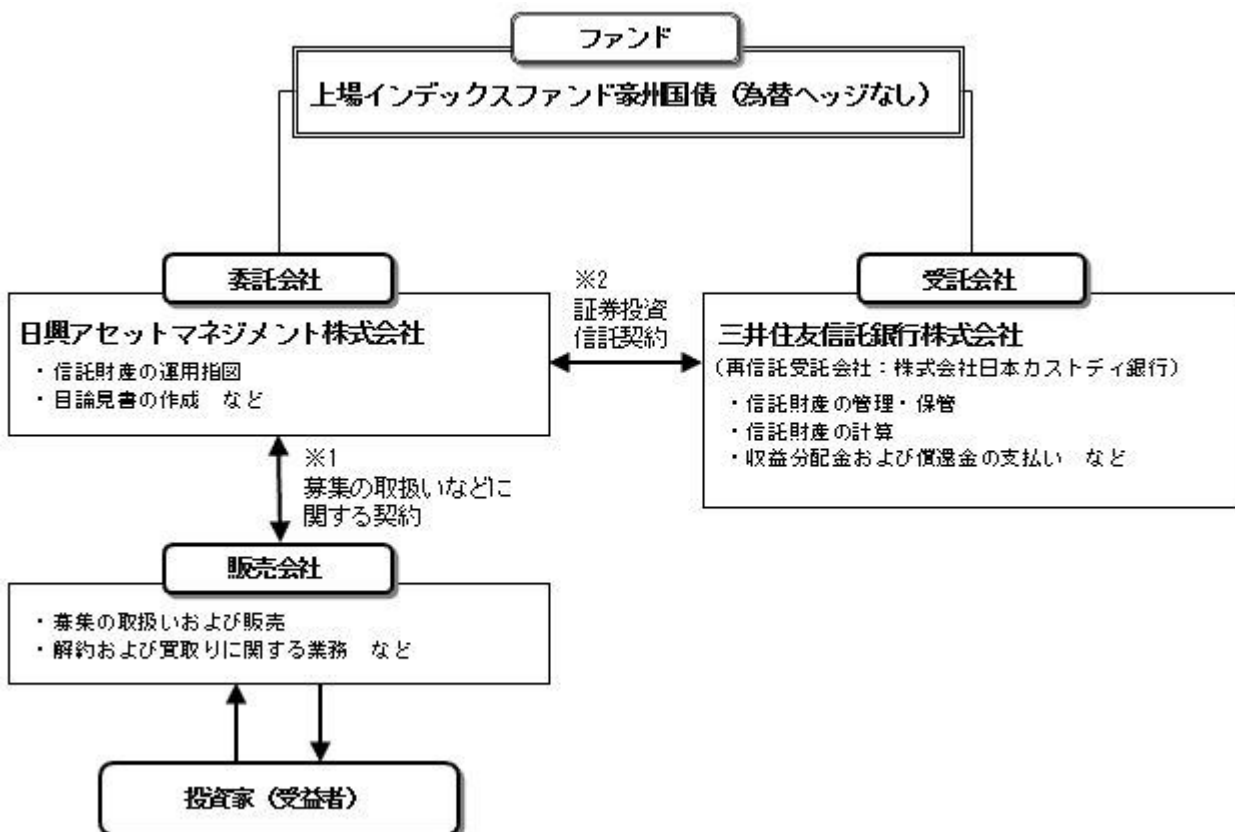 ファンド
上場インデックスファンド豪州国債（為替ヘッジなし）
委託会社
日興アセットマネジメント株式会社
・信託財産の運用指図
・目論見書の作成　など
※2
証券投資
信託契約
受託会社
三井住友信託銀行株式会社
（再信託受託会社：株式会社日本カストディ銀行）
・信託財産の管理・保管
・信託財産の計算
・収益分配金および償還金の支払い　など
※1
募集の取扱いなどに
関する契約
販売会社
・募集の取扱いおよび販売
・解約および買取りに関する業務　など
投資家（受益者）